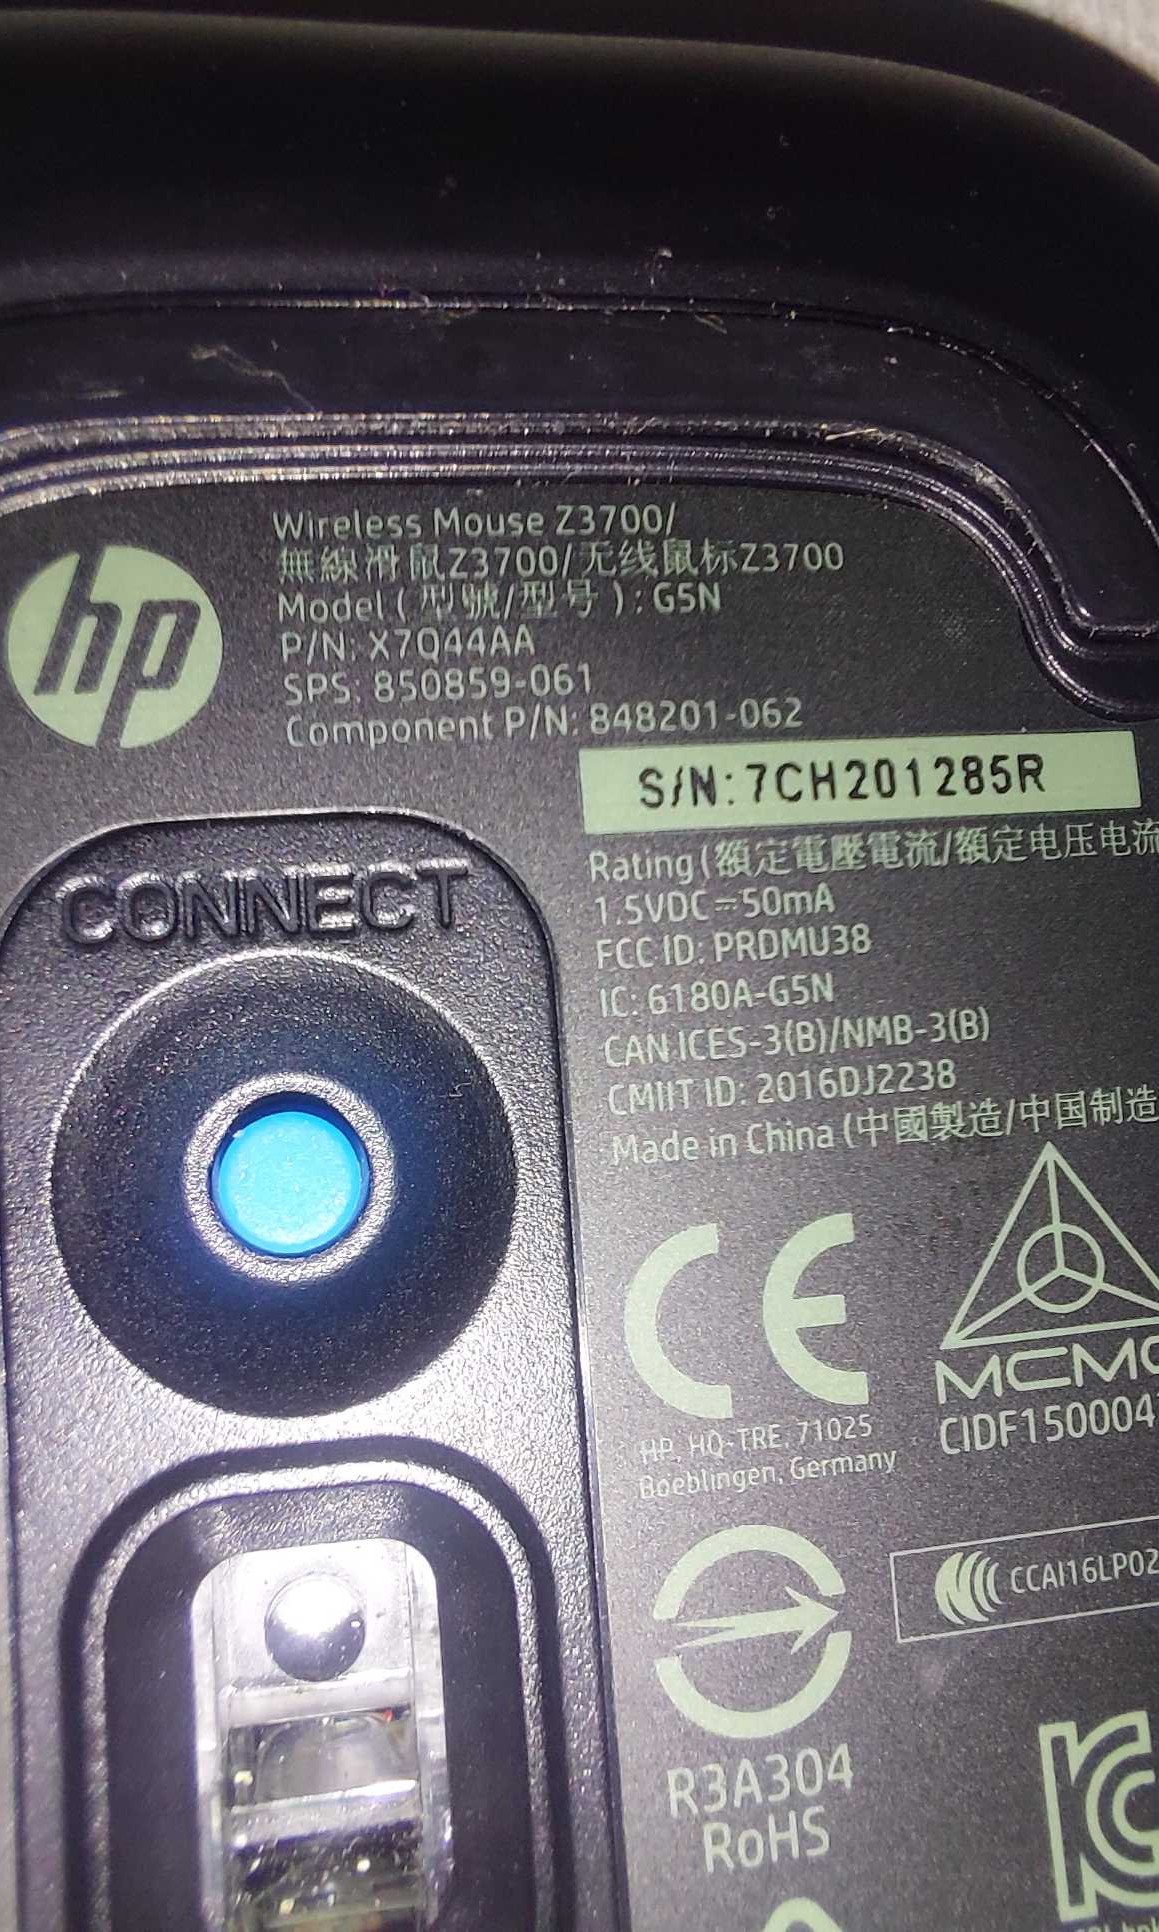 hp
Wireless Mouse Z3700/
無線滑鼠Z3700/无线鼠标Z3700
Model (型號/型号): G5N
P/N: X7Q44AA
SPS: 850859-061
Component P/N: 848201-062
S/N: 7CH201285R
CONNECT
Rating (額定電壓電流/額定电压电流
1.5VDC⎓50mA
FCC ID: PRDMU38
IC: 6180A-G5N
CAN ICES-3(B)/NMB-3(B)
CMIIT ID: 2016DJ2238
Made in China (中國製造/中国制造
CE
MCMC
HP, HQ-TRE, 71025
Boeblingen, Germany
CIDF150004
CCAI16LP02
R3A304
RoHS